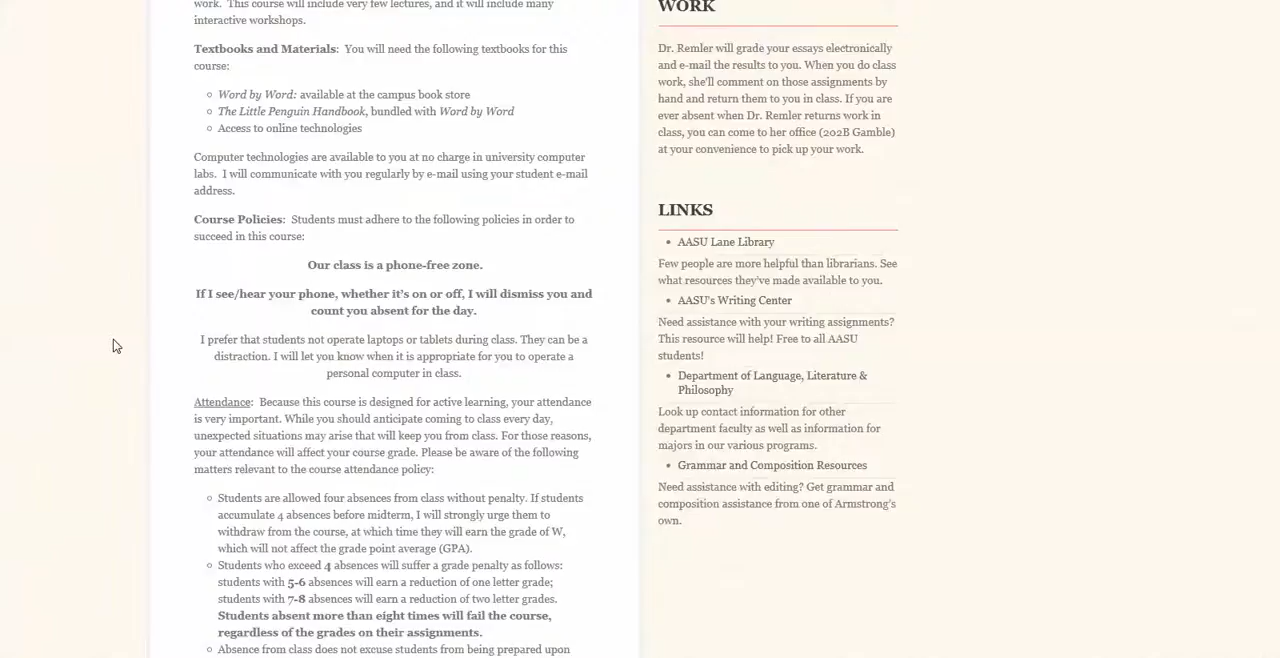 work.  This course will include very few lectures, and it will include many
interactive workshops.
Textbooks and Materials:  You will need the following textbooks for this
course:
Word by Word: available at the campus book store
The Little Penguin Handbook, bundled with Word by Word
Access to online technologies
Computer technologies are available to you at no charge in university computer
labs.  I will communicate with you regularly by e-mail using your student e-mail
address.
Course Policies:  Students must adhere to the following policies in order to
succeed in this course:
Our class is a phone-free zone.
If I see/hear your phone, whether it's on or off, I will dismiss you and
count you absent for the day.
I prefer that students not operate laptops or tablets during class. They can be a
distraction. I will let you know when it is appropriate for you to operate a
personal computer in class.
Attendance:  Because this course is designed for active learning, your attendance
is very important. While you should anticipate coming to class every day,
unexpected situations may arise that will keep you from class. For those reasons,
your attendance will affect your course grade. Please be aware of the following
matters relevant to the course attendance policy:
Students are allowed four absences from class without penalty. If students
accumulate 4 absences before midterm, I will strongly urge them to
withdraw from the course, at which time they will earn the grade of W,
which will not affect the grade point average (GPA).
Students who exceed 4 absences will suffer a grade penalty as follows:
students with 5-6 absences will earn a reduction of one letter grade;
students with 7-8 absences will earn a reduction of two letter grades.
Students absent more than eight times will fail the course,
regardless of the grades on their assignments.
Absence from class does not excuse students from being prepared upon
WORK
Dr. Remler will grade your essays electronically
and e-mail the results to you. When you do class
work, she'll comment on those assignments by
hand and return them to you in class. If you are
ever absent when Dr. Remler returns work in
class, you can come to her office (202B Gamble)
at your convenience to pick up your work.
LINKS
AASU Lane Library
Few people are more helpful than librarians. See
what resources they've made available to you.
AASU's Writing Center
Need assistance with your writing assignments?
This resource will help! Free to all AASU
students!
Department of Language, Literature &
Philosophy
Look up contact information for other
department faculty as well as information for
majors in our various programs.
Grammar and Composition Resources
Need assistance with editing? Get grammar and
composition assistance from one of Armstrong's
own.